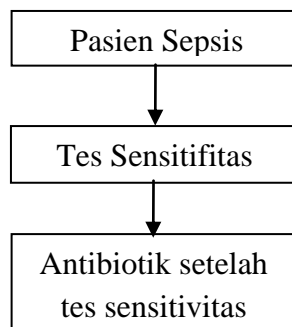 Pasien Sepsis
Tes Sensitifitas
Antibiotik setelah
tes sensitivitas